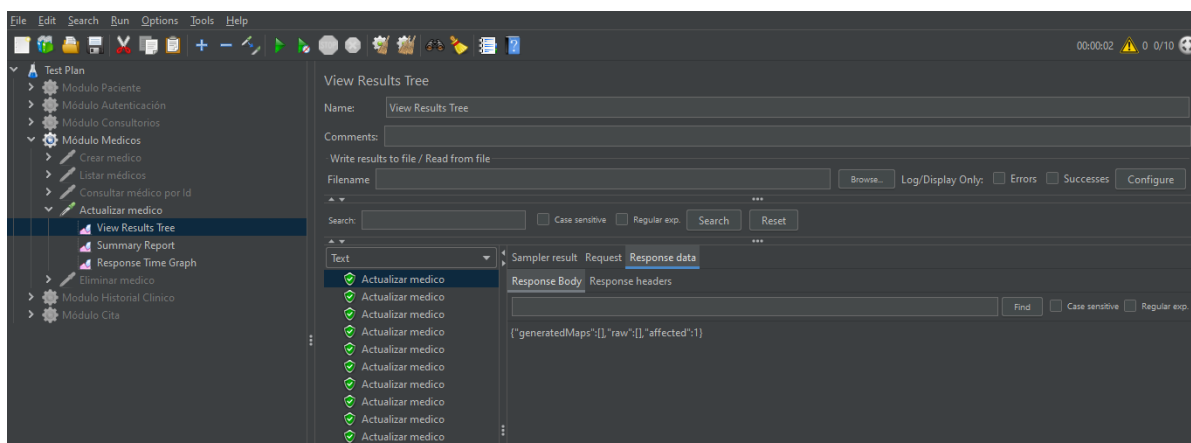 File Edit Search Run Options Tools Help
00:00:02 0 0/10
Test Plan
Modulo Paciente
Módulo Autenticación
Módulo Consultorios
Módulo Medicos
Crear medico
Listar médicos
Consultar médico por Id
Actualizar medico
View Results Tree
Summary Report
Response Time Graph
Eliminar medico
Modulo Historial Clinico
Módulo Cita
View Results Tree
Name: View Results Tree
Comments:
Write results to file / Read from file
Filename Browse... Log/Display Only: Errors Successes Configure
Search: Case sensitive Regular exp. Search Reset
Text
Actualizar medico
Actualizar medico
Actualizar medico
Actualizar medico
Actualizar medico
Actualizar medico
Actualizar medico
Actualizar medico
Actualizar medico
Actualizar medico
Sampler result Request Response data
Response Body Response headers
Find Case sensitive Regular exp.
{"generatedMaps":[],"raw":[],"affected":1}